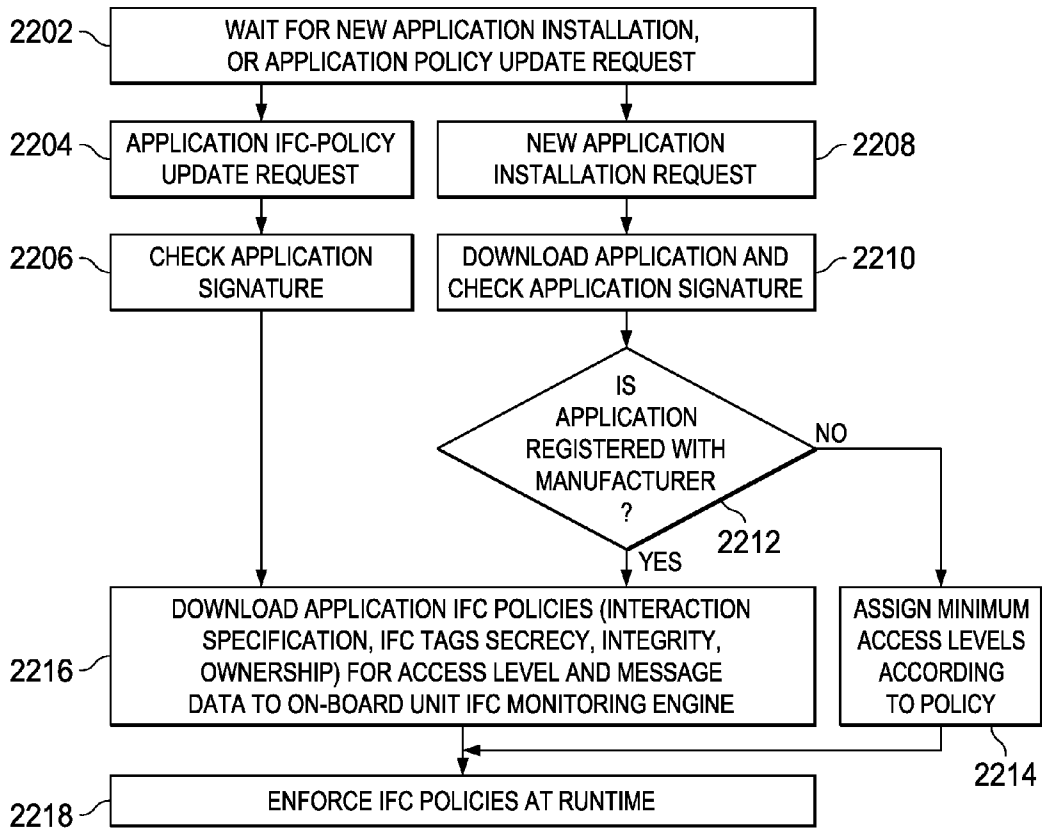 2202
WAIT FOR NEW APPLICATION INSTALLATION,
OR APPLICATION POLICY UPDATE REQUEST
2204
APPLICATION IFC-POLICY
UPDATE REQUEST
NEW APPLICATION
INSTALLATION REQUEST
2208
2206
CHECK APPLICATION
SIGNATURE
DOWNLOAD APPLICATION AND
CHECK APPLICATION SIGNATURE
2210
IS
APPLICATION
REGISTERED WITH
MANUFACTURER
?
NO
2212
YES
2216
DOWNLOAD APPLICATION IFC POLICIES (INTERACTION
SPECIFICATION, IFC TAGS SECRECY, INTEGRITY,
OWNERSHIP) FOR ACCESS LEVEL AND MESSAGE
DATA TO ON-BOARD UNIT IFC MONITORING ENGINE
ASSIGN MINIMUM
ACCESS LEVELS
ACCORDING
TO POLICY
2214
2218
ENFORCE IFC POLICIES AT RUNTIME